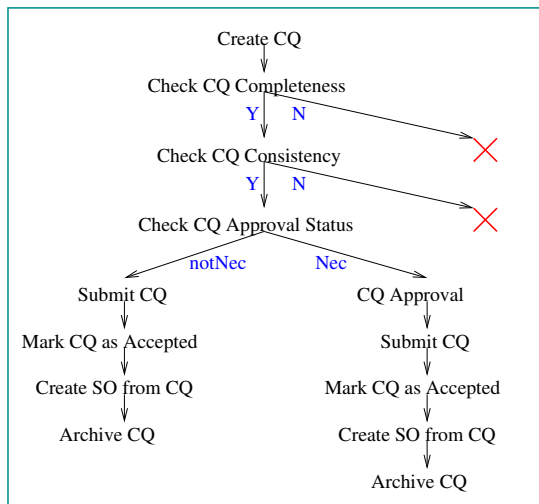 Create CQ
Check CQ Completeness
Y N
Check CQ Consistency
Y N
Check CQ Approval Status
notNec Nec
Submit CQ CQ Approval
Mark CQ as Accepted Submit CQ
Create SO from CQ Mark CQ as Accepted
Archive CQ Create SO from CQ
Archive CQ